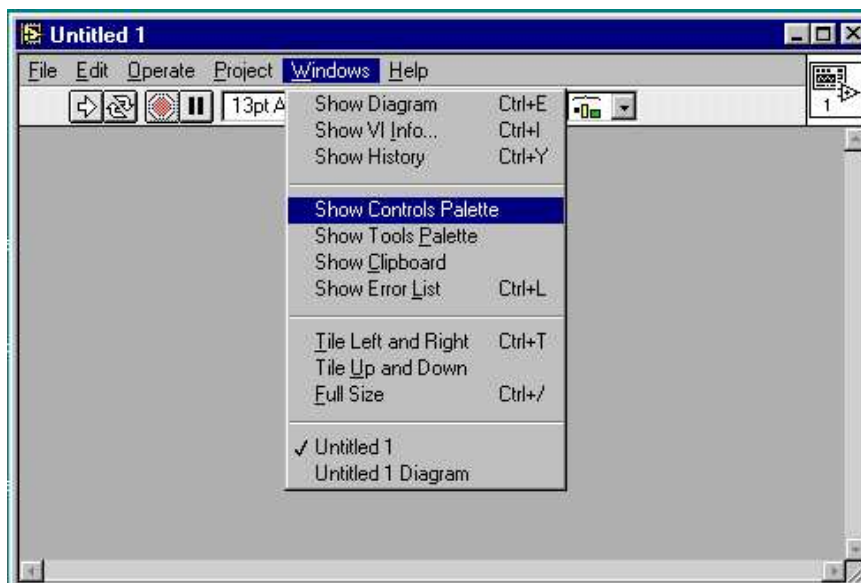 Untitled 1
File Edit Operate Project Windows Help
13pt A
1
Show Diagram Ctrl+E
Show VI Info... Ctrl+I
Show History Ctrl+Y
Show Controls Palette
Show Tools Palette
Show Clipboard
Show Error List Ctrl+L
Tile Left and Right Ctrl+T
Tile Up and Down
Full Size Ctrl+/
✓ Untitled 1
Untitled 1 Diagram